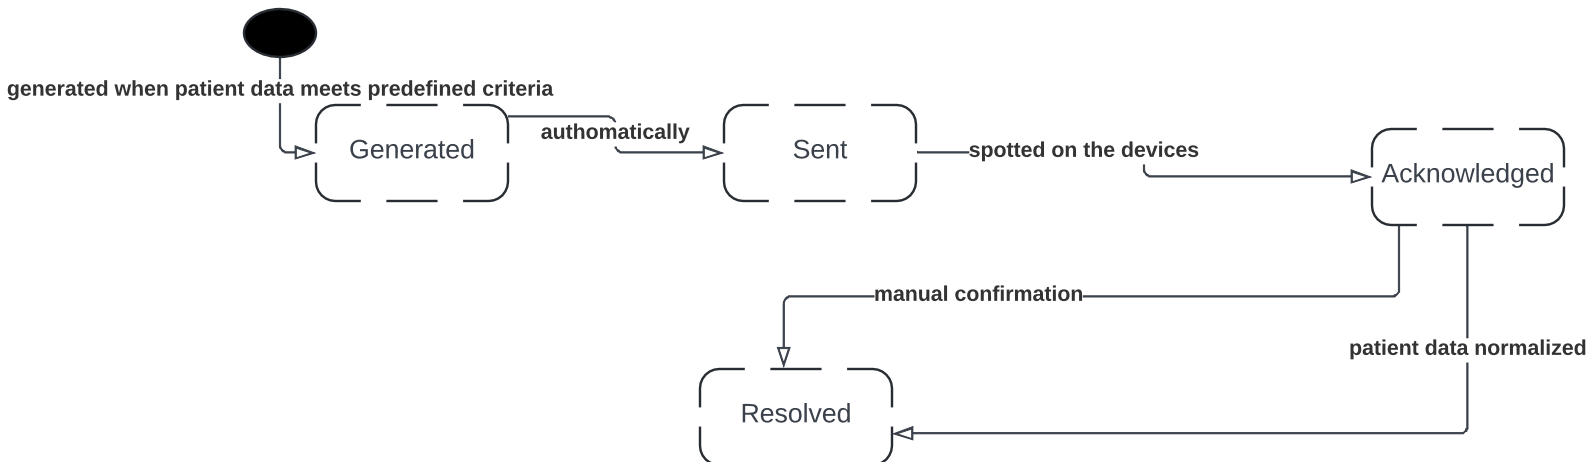 generated when patient data meets predefined criteria
Generated
authomatically
Sent
spotted on the devices
Acknowledged
manual confirmation
patient data normalized
Resolved